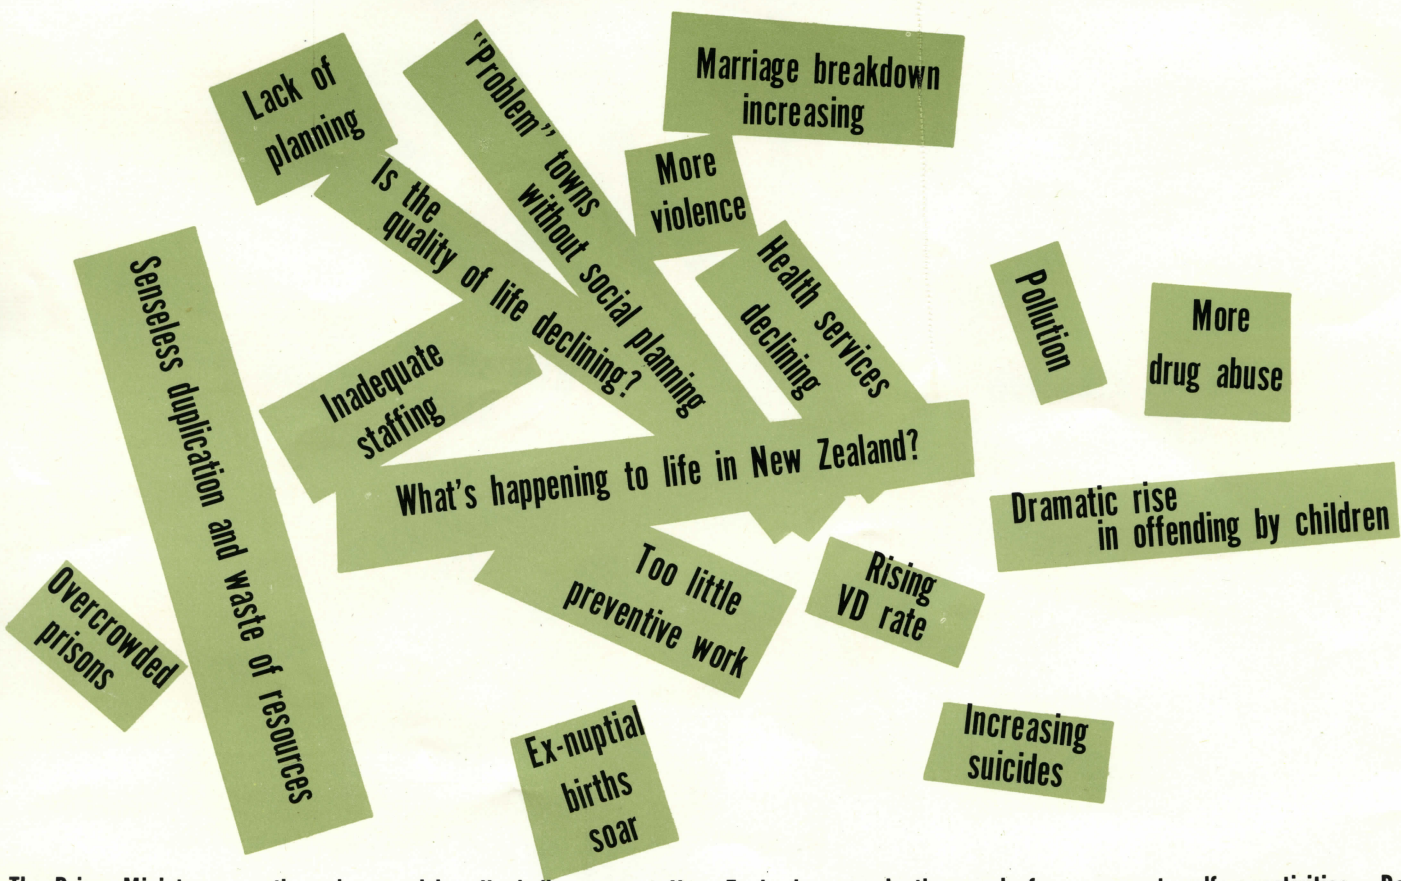 Lack of
planning
"Problem" towns
without social planning
Marriage breakdown
increasing
More
violence
Is the
quality of life declining?
Health services
declining
Pollution
More
drug abuse
Senseless duplication and waste of resources
Inadequate
staffing
What's happening to life in New Zealand?
Dramatic rise
in offending by children
Overcrowded
prisons
Too little
preventive work
Rising
VD rate
Ex-nuptial
births
soar
Increasing
suicides